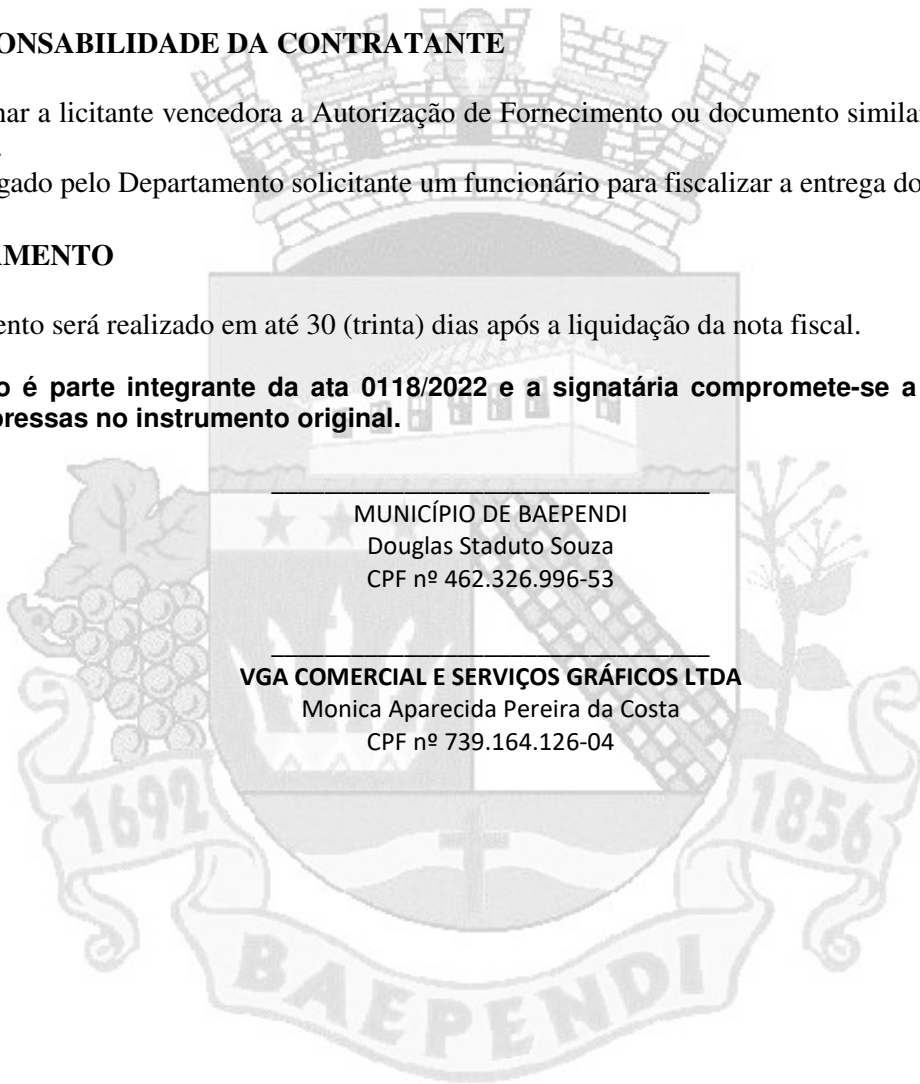 ONSABILIDADE DA CONTRATANTE
nar a licitante vencedora a Autorização de Fornecimento ou documento simila
.
gado pelo Departamento solicitante um funcionário para fiscalizar a entrega do
AMENTO
ento será realizado em até 30 (trinta) dias após a liquidação da nota fiscal.
o é parte integrante da ata 0118/2022 e a signatária compromete-se a
pressas no instrumento original.
MUNICÍPIO DE BAEPENDI
Douglas Staduto Souza
CPF nº 462.326.996-53
VGA COMERCIAL E SERVIÇOS GRÁFICOS LTDA
Monica Aparecida Pereira da Costa
CPF nº 739.164.126-04
1692
1856
BAEPENDI